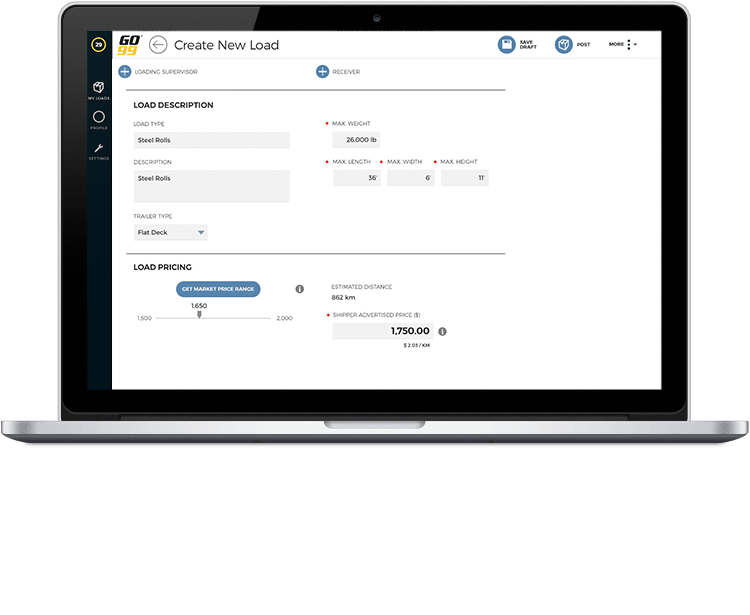 29
GO
99
Create New Load
SAVE
DRAFT
POST
MORE
LOADING SUPERVISOR
RECEIVER
MY LOADS
PROFILE
SETTINGS
LOAD DESCRIPTION
LOAD TYPE
Steel Rolls
MAX. WEIGHT
26.000 lb
DESCRIPTION
Steel Rolls
MAX. LENGTH MAX. WIDTH MAX. HEIGHT
36' 6' 11'
TRAILER TYPE
Flat Deck
LOAD PRICING
GET MARKET PRICE RANGE
1.650
1,500 2,000
ESTIMATED DISTANCE
862 km
SHIPPER ADVERTISED PRICE ($)
1,750.00
$ 2.03 / KM